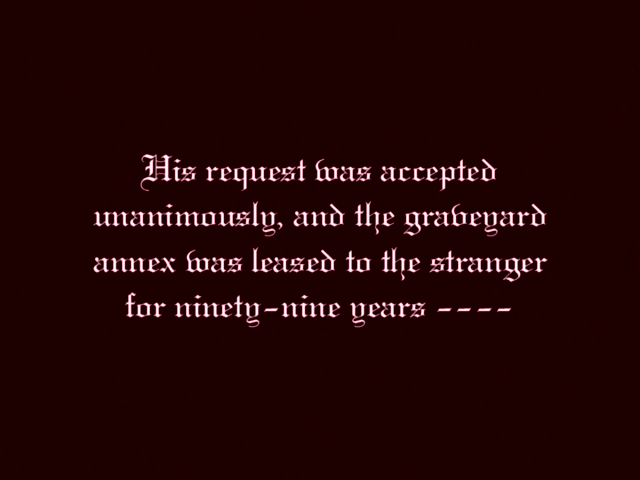 His request was accepted
unanimously, and the graveyard
annex was leased to the stranger
for ninety-nine years ----